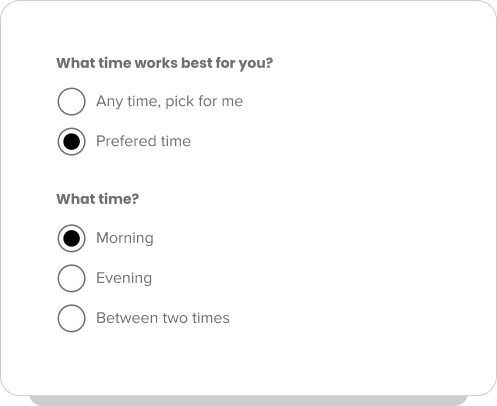 What time works best for you?
Any time, pick for me
Prefered time
What time?
Morning
Evening
Between two times